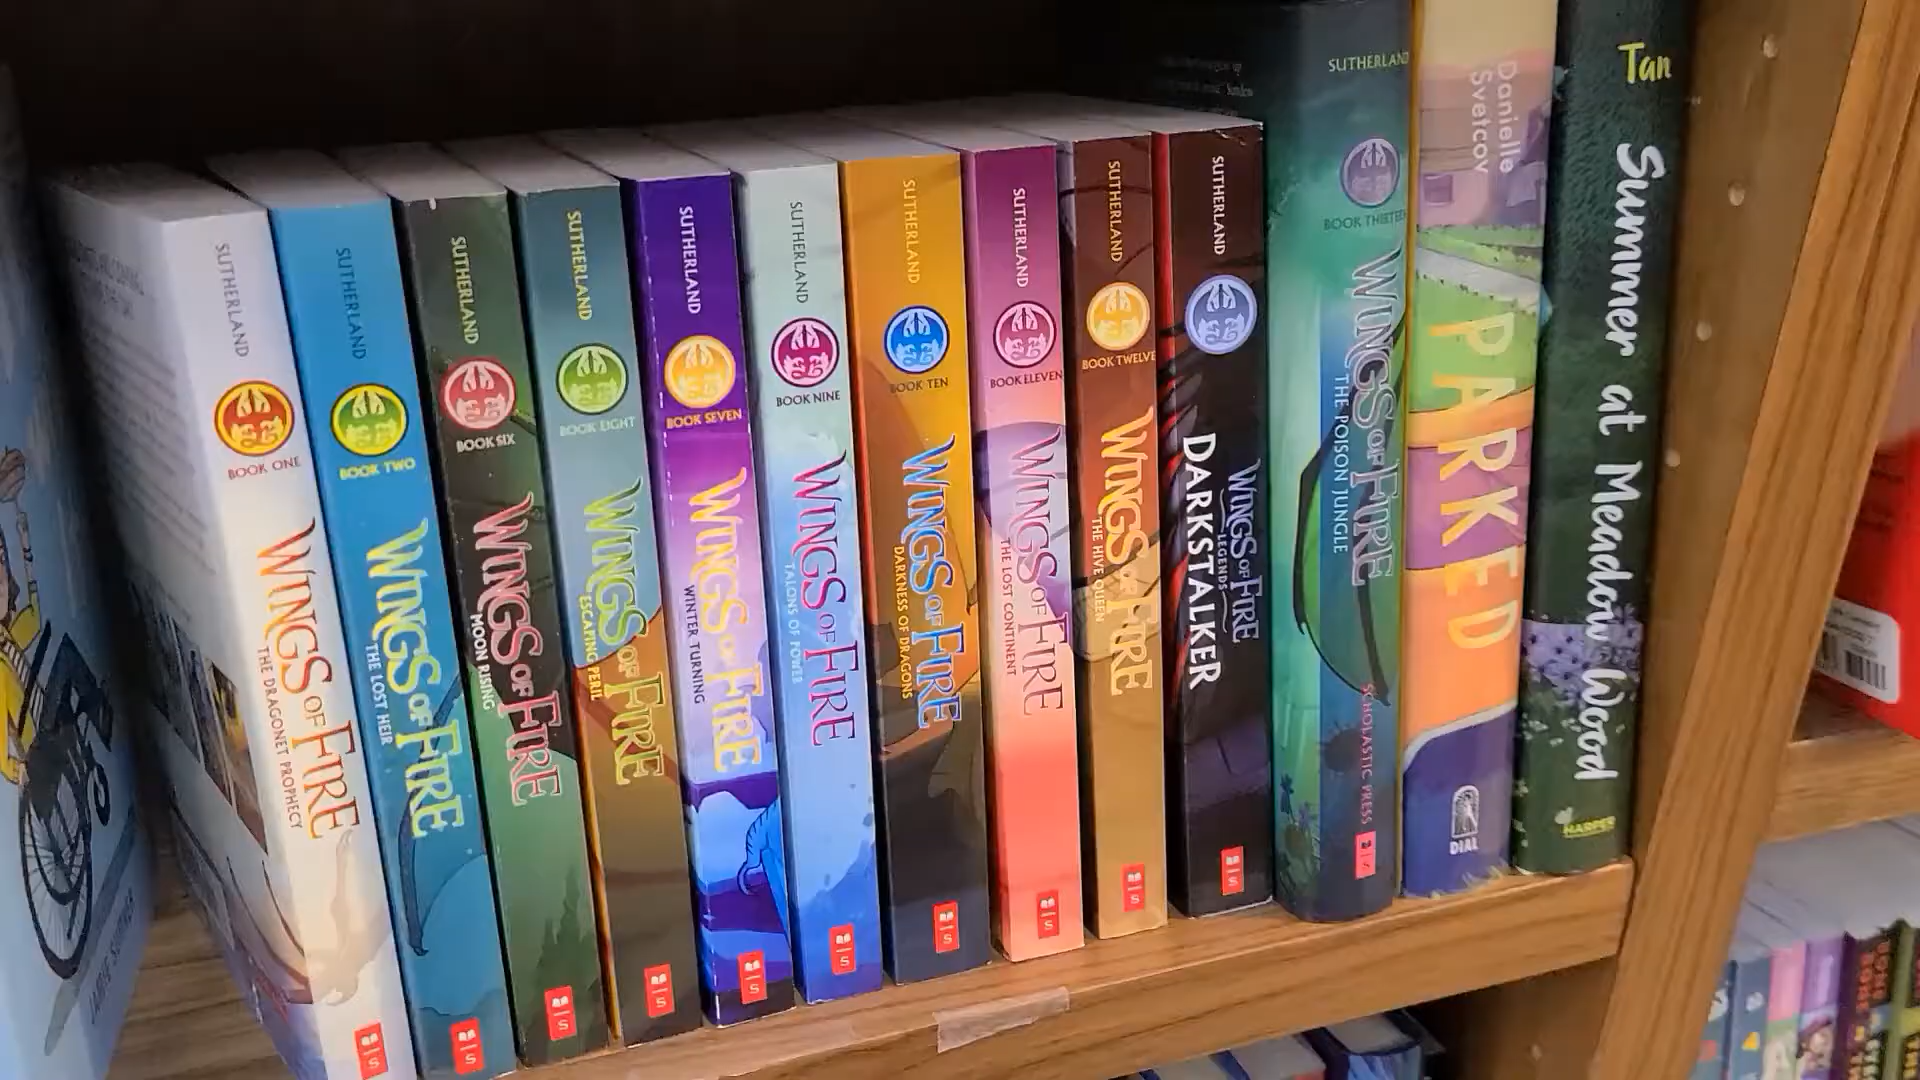 SUTHERLAND
BOOK ONE
WINGS OF FIRE
THE DRAGONET PROPHECY
SUTHERLAND
BOOK TWO
WINGS OF FIRE
THE LOST HEIR
SUTHERLAND
BOOK SIX
WINGS OF FIRE
MOON RISING
SUTHERLAND
BOOK EIGHT
WINGS OF FIRE
ESCAPING PERIL
SUTHERLAND
BOOK SEVEN
WINGS OF FIRE
WINTER TURNING
SUTHERLAND
BOOK NINE
WINGS OF FIRE
TALONS OF POWER
SUTHERLAND
BOOK TEN
WINGS OF FIRE
DARKNESS OF DRAGONS
SUTHERLAND
BOOK ELEVEN
WINGS OF FIRE
THE LOST CONTINENT
SUTHERLAND
BOOK TWELVE
WINGS OF FIRE
THE HIVE QUEEN
SUTHERLAND
WINGS OF FIRE
LEGENDS
DARKSTALKER
SUTHERLAND
BOOK THIRTEEN
WINGS OF FIRE
THE POISON JUNGLE
SCHOLASTIC PRESS
Danielle
Svetcov
PARKED
DIAL
Tan
Summer at Meadow Wood
HARPER